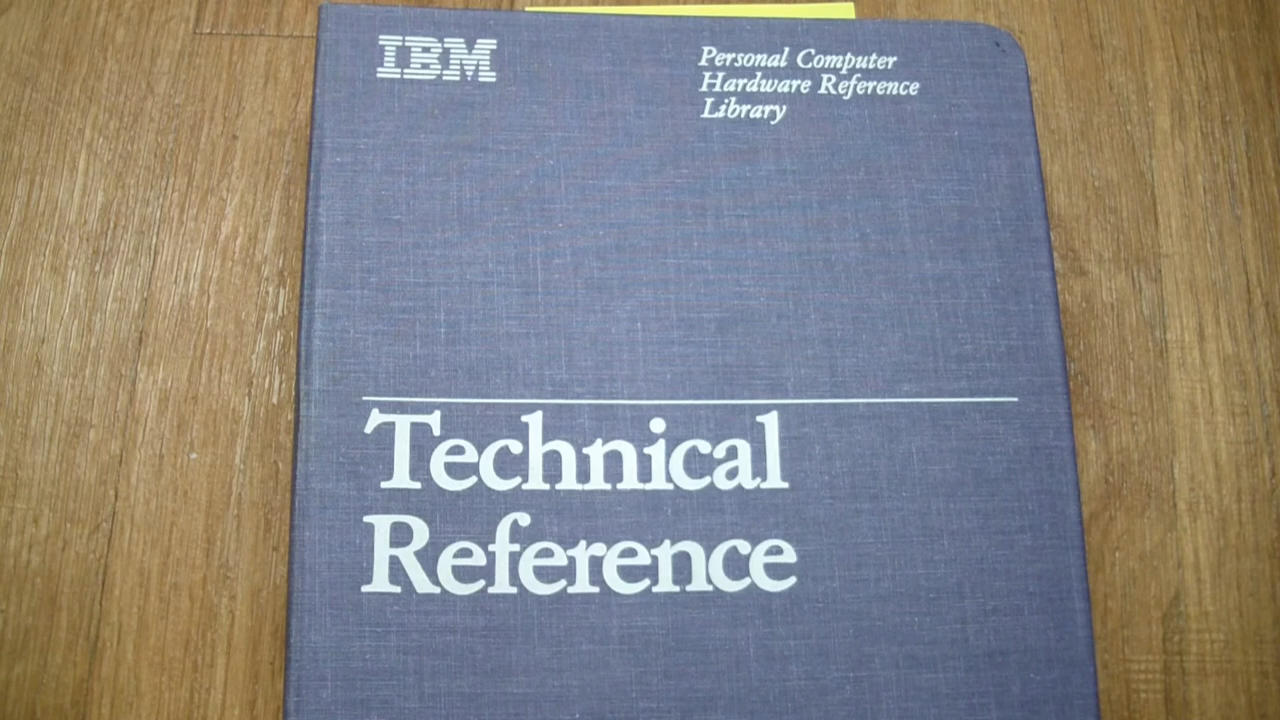 IBM
Personal Computer
Hardware Reference
Library
Technical
Reference